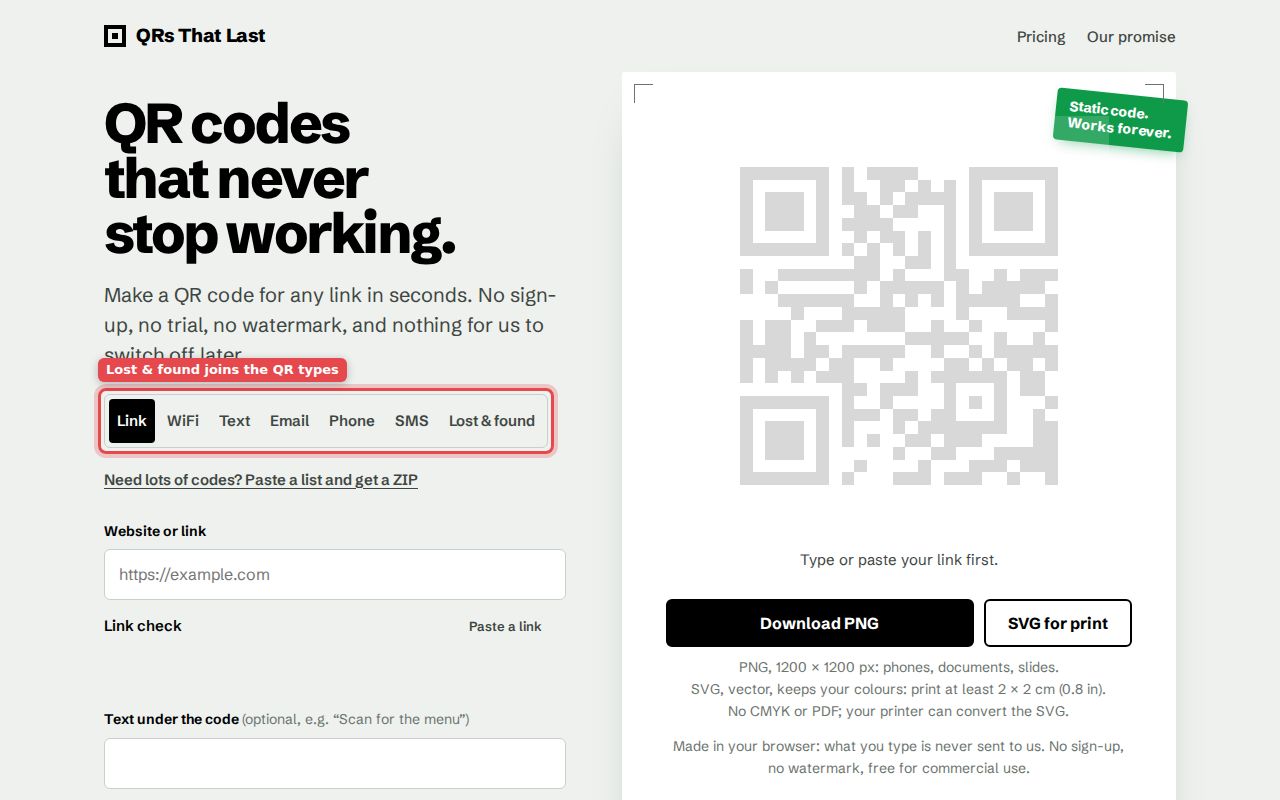 QRs That Last
Pricing
Our promise
QR codes
that never
stop working.
Make a QR code for any link in seconds. No sign-
up, no trial, no watermark, and nothing for us to
switch off later.
Lost & found joins the QR types
Link
WiFi
Text
Email
Phone
SMS
Lost & found
Need lots of codes? Paste a list and get a ZIP
Website or link
https://example.com
Link check
Paste a link
Text under the code (optional, e.g. “Scan for the menu”)
Static code.
Works forever.
Type or paste your link first.
Download PNG
SVG for print
PNG, 1200 × 1200 px: phones, documents, slides.
SVG, vector, keeps your colours: print at least 2 × 2 cm (0.8 in).
No CMYK or PDF; your printer can convert the SVG.
Made in your browser: what you type is never sent to us. No sign-up,
no watermark, free for commercial use.